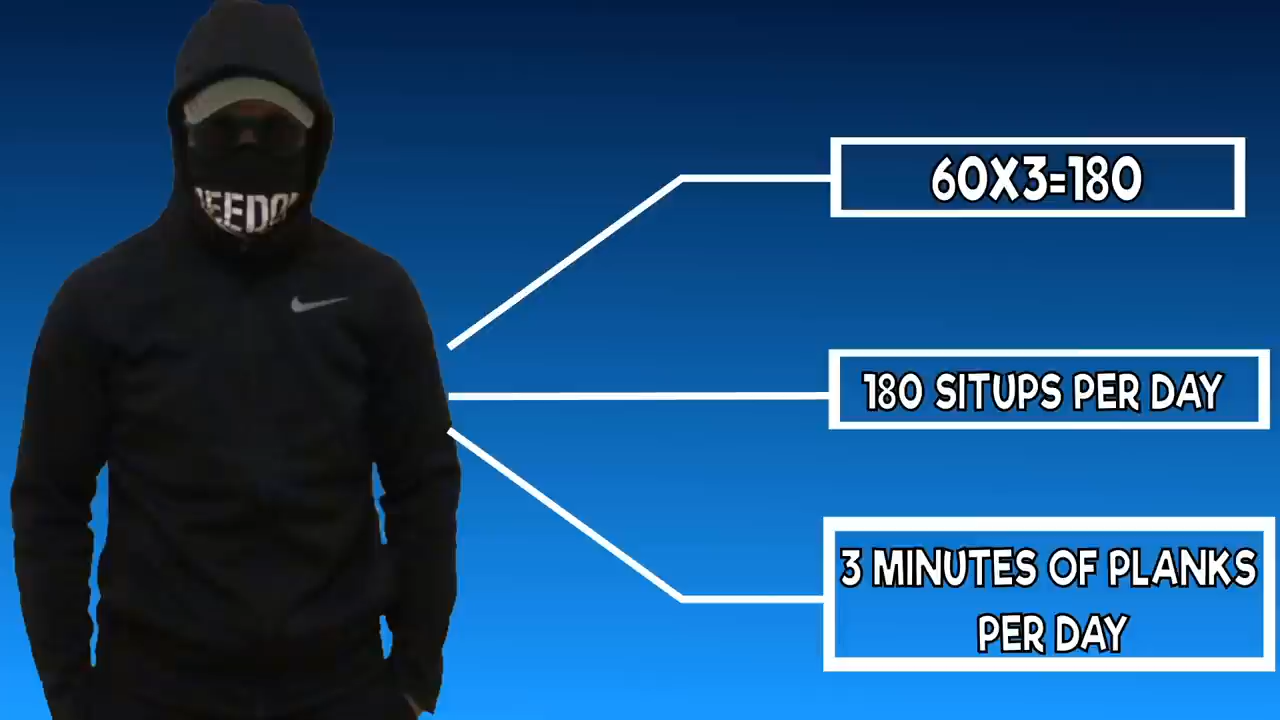 60X3=180
180 SITUPS PER DAY
3 MINUTES OF PLANKS
PER DAY